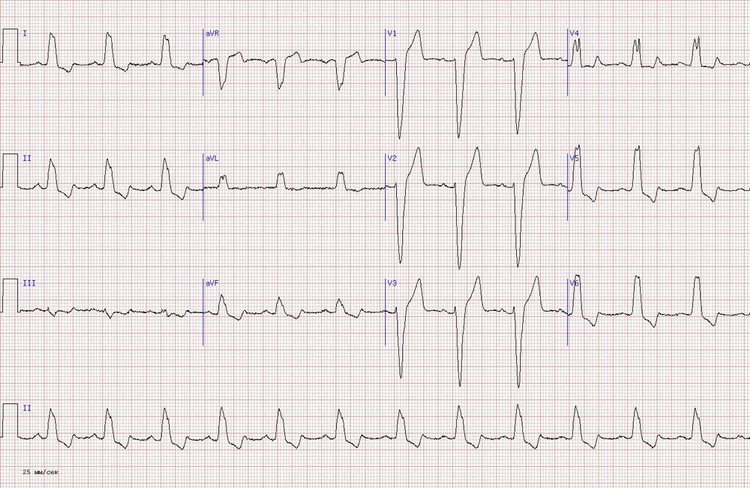 I aVR V1 V4
II aVL V2 V5
III aVF V3 V6
II
25 мм/сек